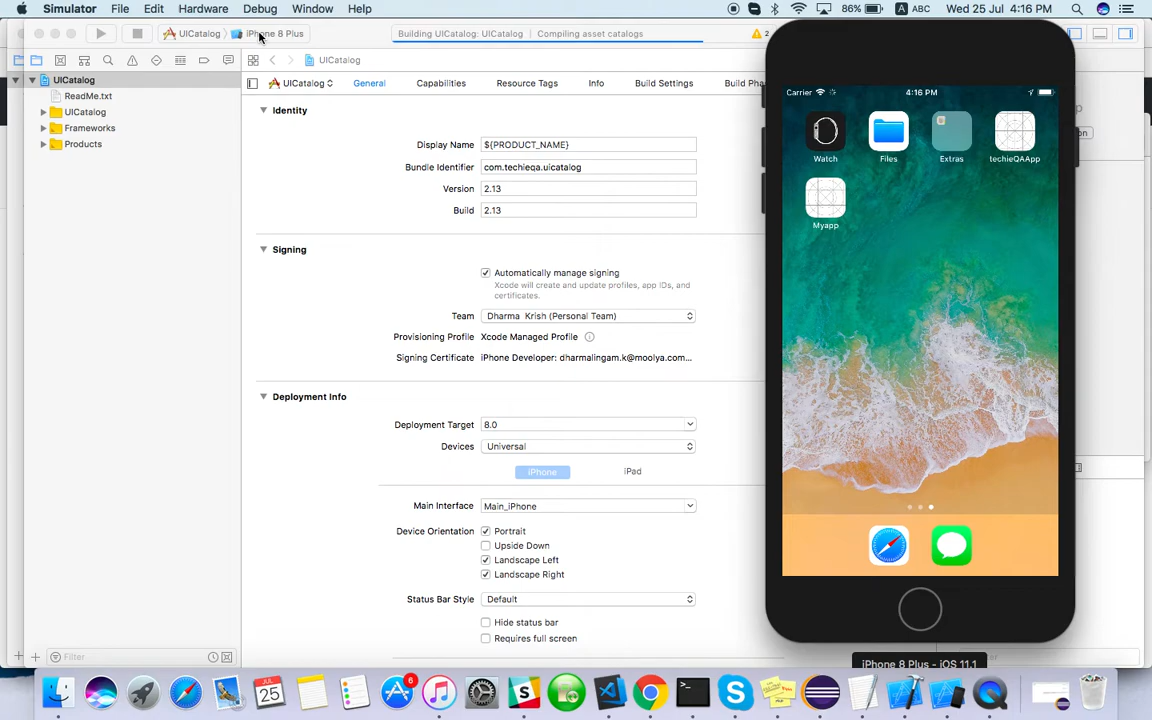 Simulator File Edit Hardware Debug Window Help
86% ABC Wed 25 Jul 4:16 PM
UICatalog iPhone 8 Plus
Building UICatalog: UICatalog Compiling asset catalogs
2
UICatalog
UICatalog
ReadMe.txt
UICatalog
Frameworks
Products
UICatalog General Capabilities Resource Tags Info Build Settings Build Pha
Identity
Display Name ${PRODUCT_NAME}
Bundle Identifier com.techieqa.uicatalog
Version 2.13
Build 2.13
Signing
Automatically manage signing
Xcode will create and update profiles, app IDs, and
certificates.
Team Dharma Krish (Personal Team)
Provisioning Profile Xcode Managed Profile
Signing Certificate iPhone Developer: dharmalingam.k@moolya.com...
Deployment Info
Deployment Target 8.0
Devices Universal
iPhone iPad
Main Interface Main_iPhone
Device Orientation Portrait
Upside Down
Landscape Left
Landscape Right
Status Bar Style Default
Hide status bar
Requires full screen
Filter
Carrier 4:16 PM
Watch Files Extras techieQAApp
Myapp
iPhone 8 Plus - iOS 11.1
JUL
25
6